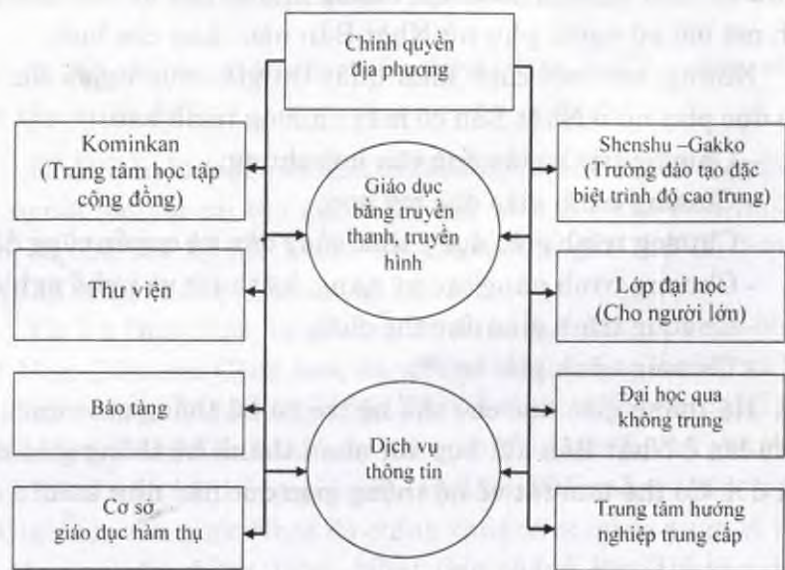 Chính quyền
địa phương
Kominkan
(Trung tâm học tập
cộng đồng)
Giáo dục
bằng truyền
thanh, truyền
hình
Shenshu –Gakko
(Trường đào tạo đặc
biệt trình độ cao trung)
Thư viện
Lớp đại học
(Cho người lớn)
Bảo tàng
Dịch vụ
thông tin
Đại học qua
không trung
Cơ sở
giáo dục hàm thụ
Trung tâm hướng
nghiệp trung cấp